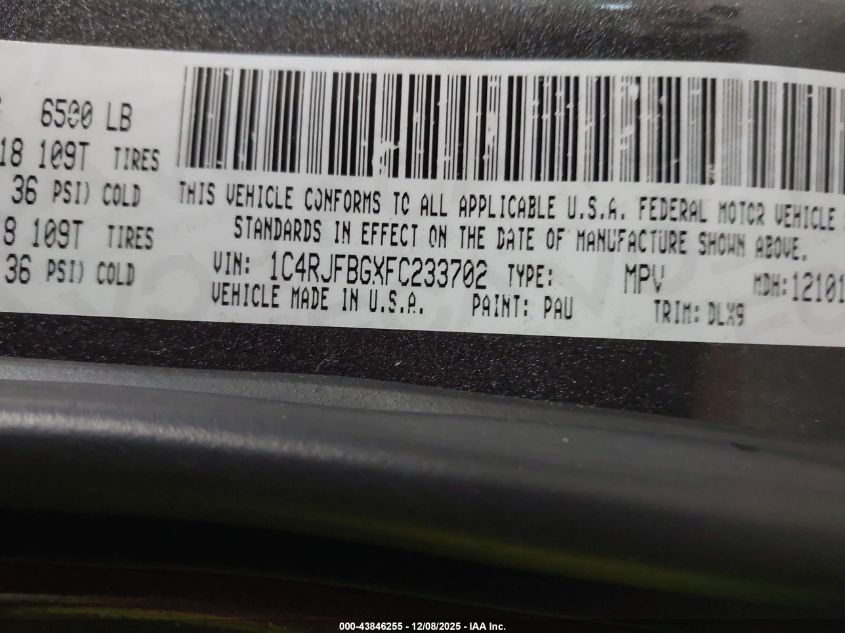 6500 LB
18 109T TIRES
36 PSI) COLD
8 109T TIRES
36 PSI) COLD
THIS VEHICLE CONFORMS TO ALL APPLICABLE U.S.A. FEDERAL MOTOR VEHICLE
STANDARDS IN EFFECT ON THE DATE OF MANUFACTURE SHOWN ABOVE.
VIN: 1C4RJFBGXFC233702 TYPE: MPV MDH:12101
VEHICLE MADE IN U.S.A. PAINT: PAU TRIM: DLX9
000-43846255 - 12/08/2025 - IAA Inc.